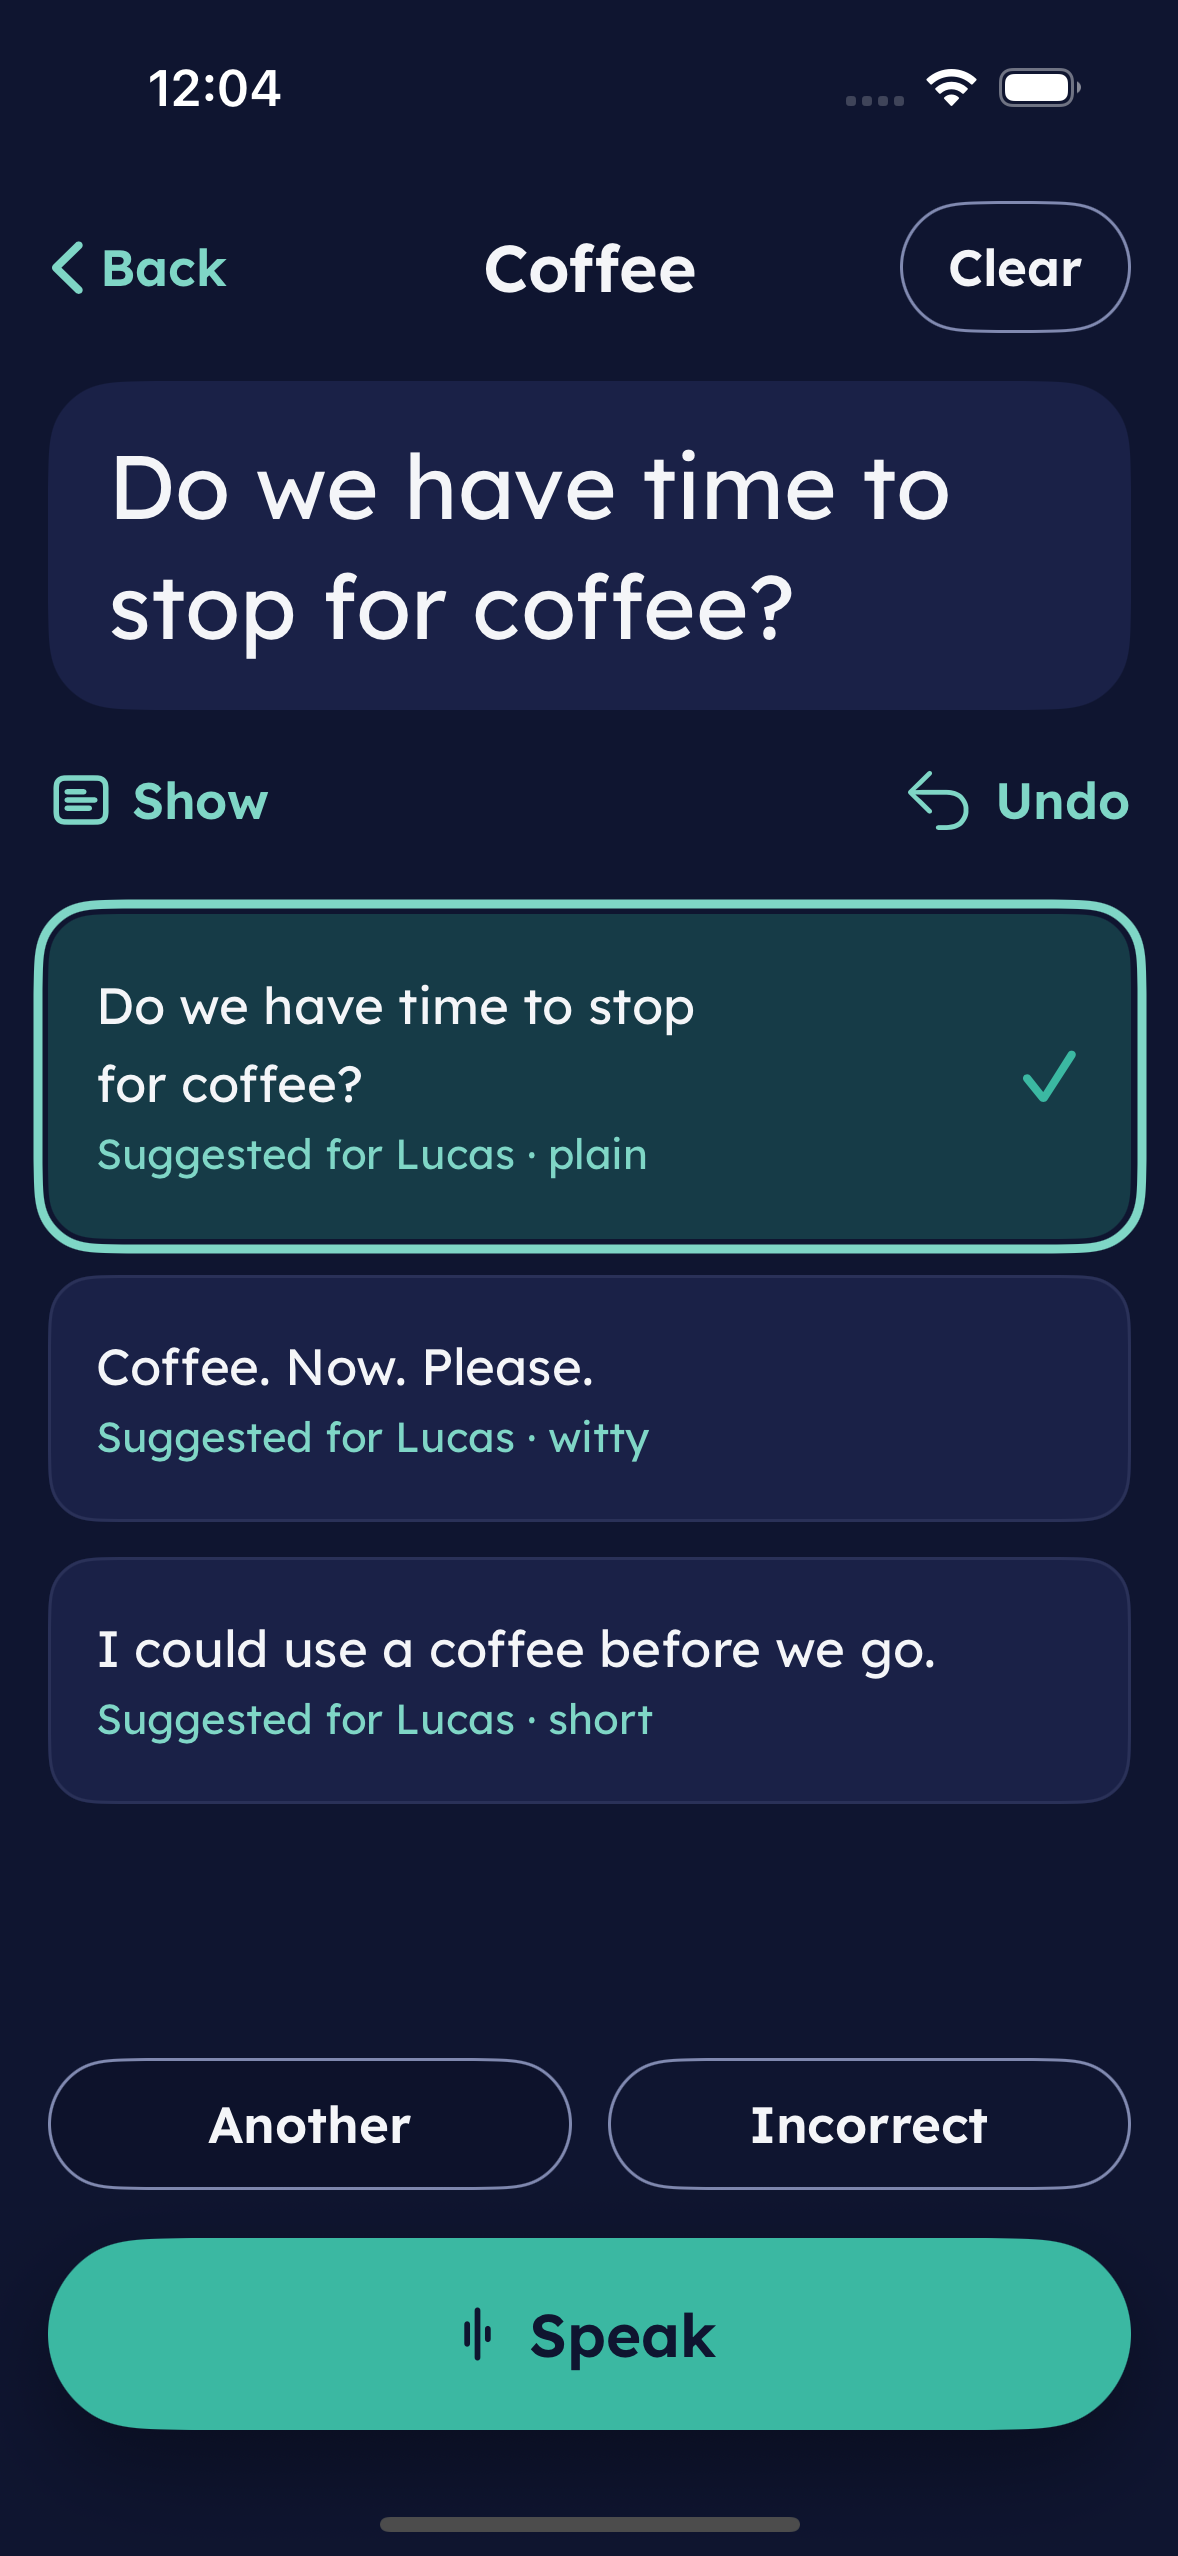 12:04
Back
Coffee
Clear
Do we have time to
stop for coffee?
Show
Undo
Do we have time to stop
for coffee?
Suggested for Lucas · plain
Coffee. Now. Please.
Suggested for Lucas · witty
I could use a coffee before we go.
Suggested for Lucas · short
Another
Incorrect
Speak